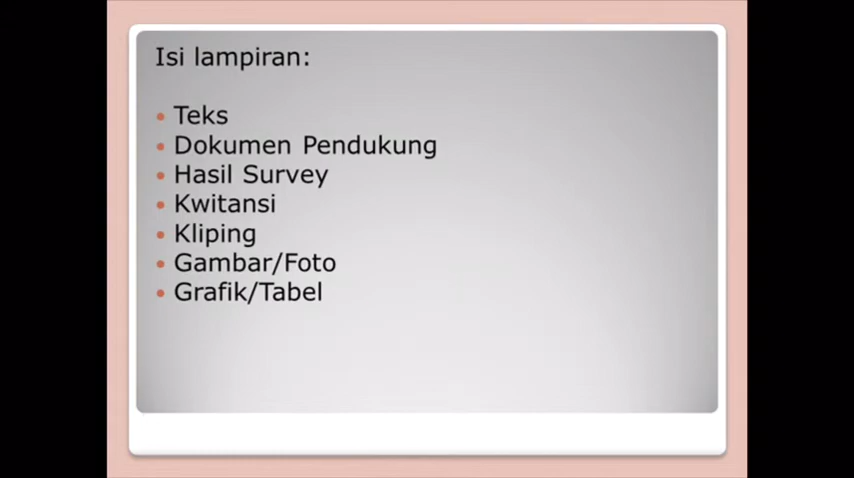 Isi lampiran:
• Teks
• Dokumen Pendukung
• Hasil Survey
• Kwitansi
• Kliping
• Gambar/Foto
• Grafik/Tabel